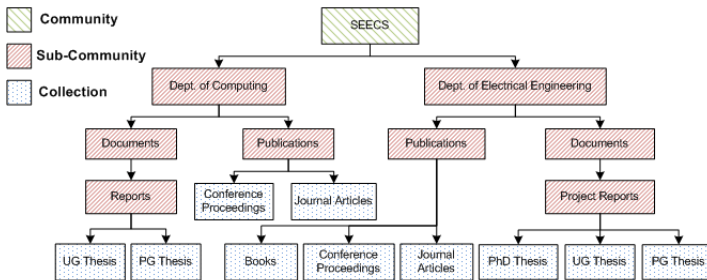 Community
SEECS
Sub-Community
Collection
Dept. of Computing
Dept. of Electrical Engineering
Documents
Publications
Publications
Documents
Reports
Conference
Proceedings
Journal Articles
Project Reports
UG Thesis
PG Thesis
Books
Conference
Proceedings
Journal
Articles
PhD Thesis
UG Thesis
PG Thesis